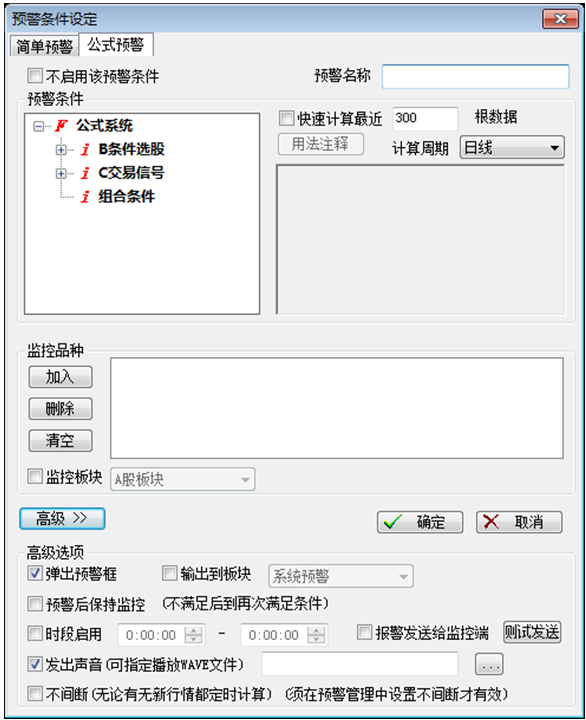 预警条件设定
简单预警 公式预警
不启用该预警条件 预警名称
预警条件
F 公式系统
i B条件选股
i C交易信号
i 组合条件
快速计算最近 300 根数据
用法注释 计算周期 日线
监控品种
加入
删除
清空
监控板块 A股板块
高级 >> 确定 取消
高级选项
弹出预警框 输出到板块 系统预警
预警后保持监控 (不满足后到再次满足条件)
时段启用 0:00:00 - 0:00:00 报警发送给监控端 测试发送
发出声音(可指定播放WAVE文件) ...
不间断(无论有无新行情都定时计算) (须在预警管理中设置不间断才有效)